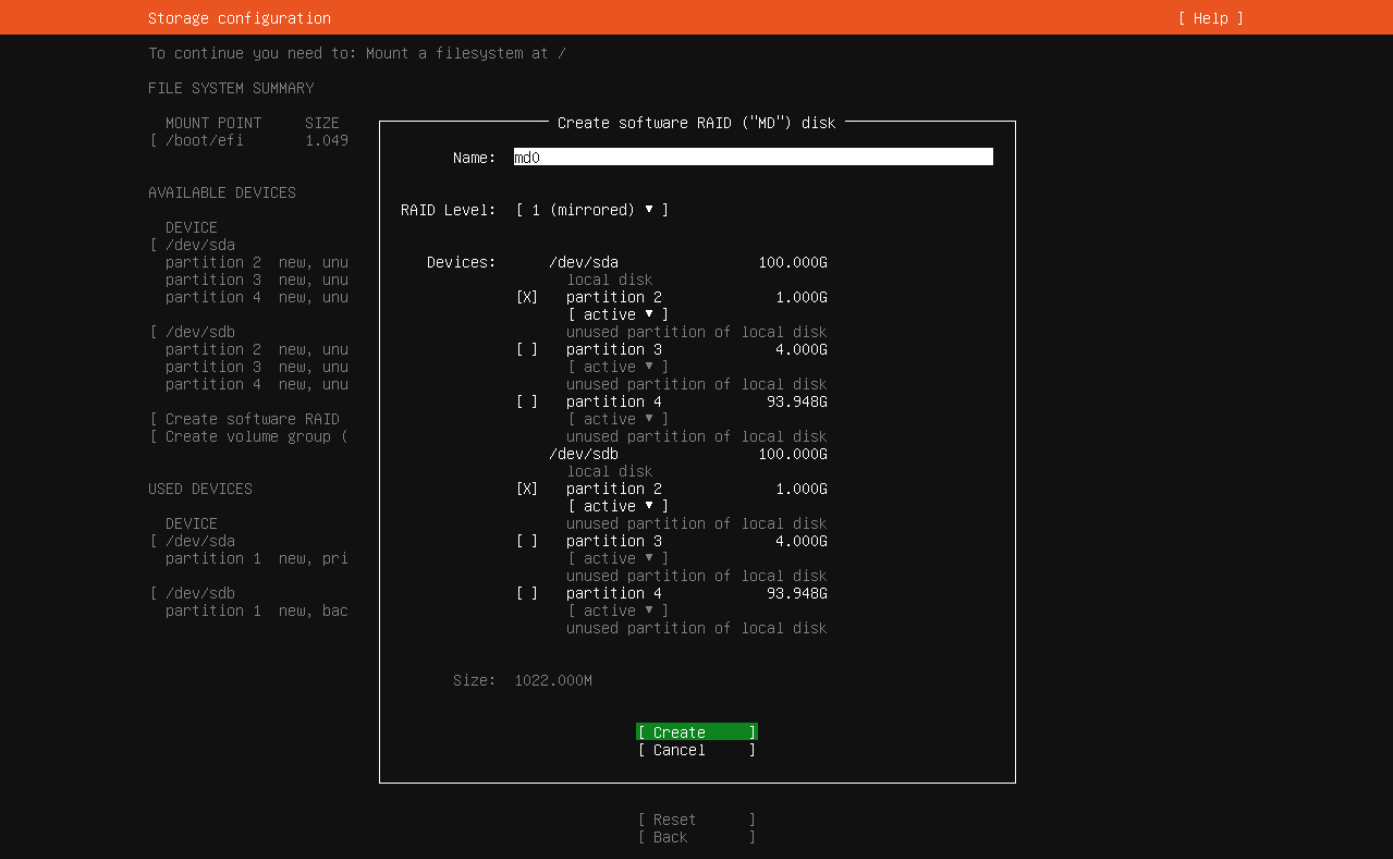 Storage configuration [ Help ]
To continue you need to: Mount a filesystem at /
FILE SYSTEM SUMMARY
MOUNT POINT SIZE
[ /boot/efi 1.049
AVAILABLE DEVICES
DEVICE
[ /dev/sda
partition 2 new, unu
partition 3 new, unu
partition 4 new, unu
[ /dev/sdb
partition 2 new, unu
partition 3 new, unu
partition 4 new, unu
[ Create software RAID
[ Create volume group (
USED DEVICES
DEVICE
[ /dev/sda
partition 1 new, pri
[ /dev/sdb
partition 1 new, bac
Create software RAID ("MD") disk
Name: md0
RAID Level: [ 1 (mirrored) ▾ ]
Devices: /dev/sda 100.000G
local disk
[X] partition 2 1.000G
[ active ▾ ]
unused partition of local disk
[ ] partition 3 4.000G
[ active ▾ ]
unused partition of local disk
[ ] partition 4 93.948G
[ active ▾ ]
unused partition of local disk
/dev/sdb 100.000G
local disk
[X] partition 2 1.000G
[ active ▾ ]
unused partition of local disk
[ ] partition 3 4.000G
[ active ▾ ]
unused partition of local disk
[ ] partition 4 93.948G
[ active ▾ ]
unused partition of local disk
Size: 1022.000M
[ Create ]
[ Cancel ]
[ Reset ]
[ Back ]